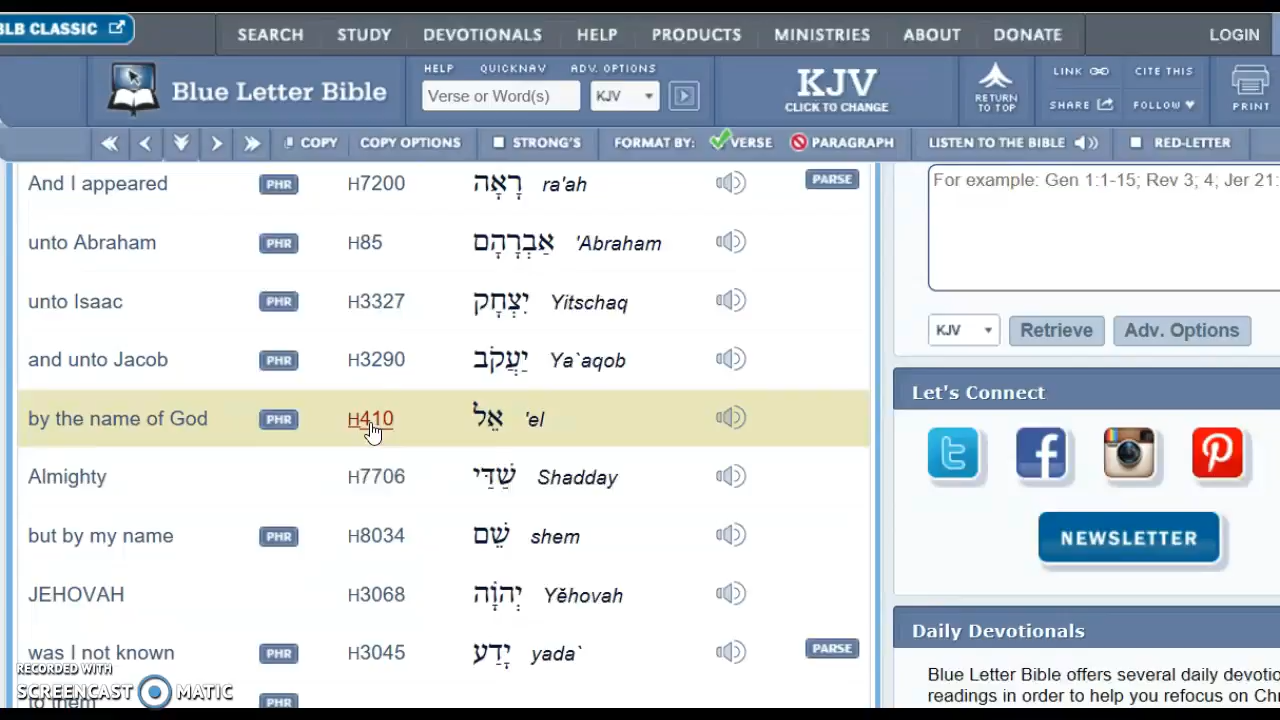 BLB CLASSIC
SEARCH STUDY DEVOTIONALS HELP PRODUCTS MINISTRIES ABOUT DONATE LOGIN
HELP QUICKNAV ADV. OPTIONS
Blue Letter Bible
Verse or Word(s) KJV
KJV
CLICK TO CHANGE
RETURN
TO TOP
LINK CITE THIS
SHARE FOLLOW
PRINT
COPY COPY OPTIONS STRONG'S FORMAT BY: VERSE PARAGRAPH LISTEN TO THE BIBLE RED-LETTER
And I appeared PHR H7200 רָאָה ra'ah PARSE
unto Abraham PHR H85 אַבְרָהָם 'Abraham
unto Isaac PHR H3327 יִצְחָק Yitschaq
and unto Jacob PHR H3290 יַעֲקֹב Ya`aqob
by the name of God PHR H410 אֵל 'el
Almighty H7706 שַׁדַּי Shadday
but by my name PHR H8034 שֵׁם shem
JEHOVAH H3068 יְהֹוָה Yĕhovah
was I not known PHR H3045 יָדַע yada` PARSE
to them PHR
RECORDED WITH
SCREENCAST MATIC
For example: Gen 1:1-15; Rev 3; 4; Jer 21:
KJV Retrieve Adv. Options
Let's Connect
NEWSLETTER
Daily Devotionals
Blue Letter Bible offers several daily devotio
readings in order to help you refocus on Ch